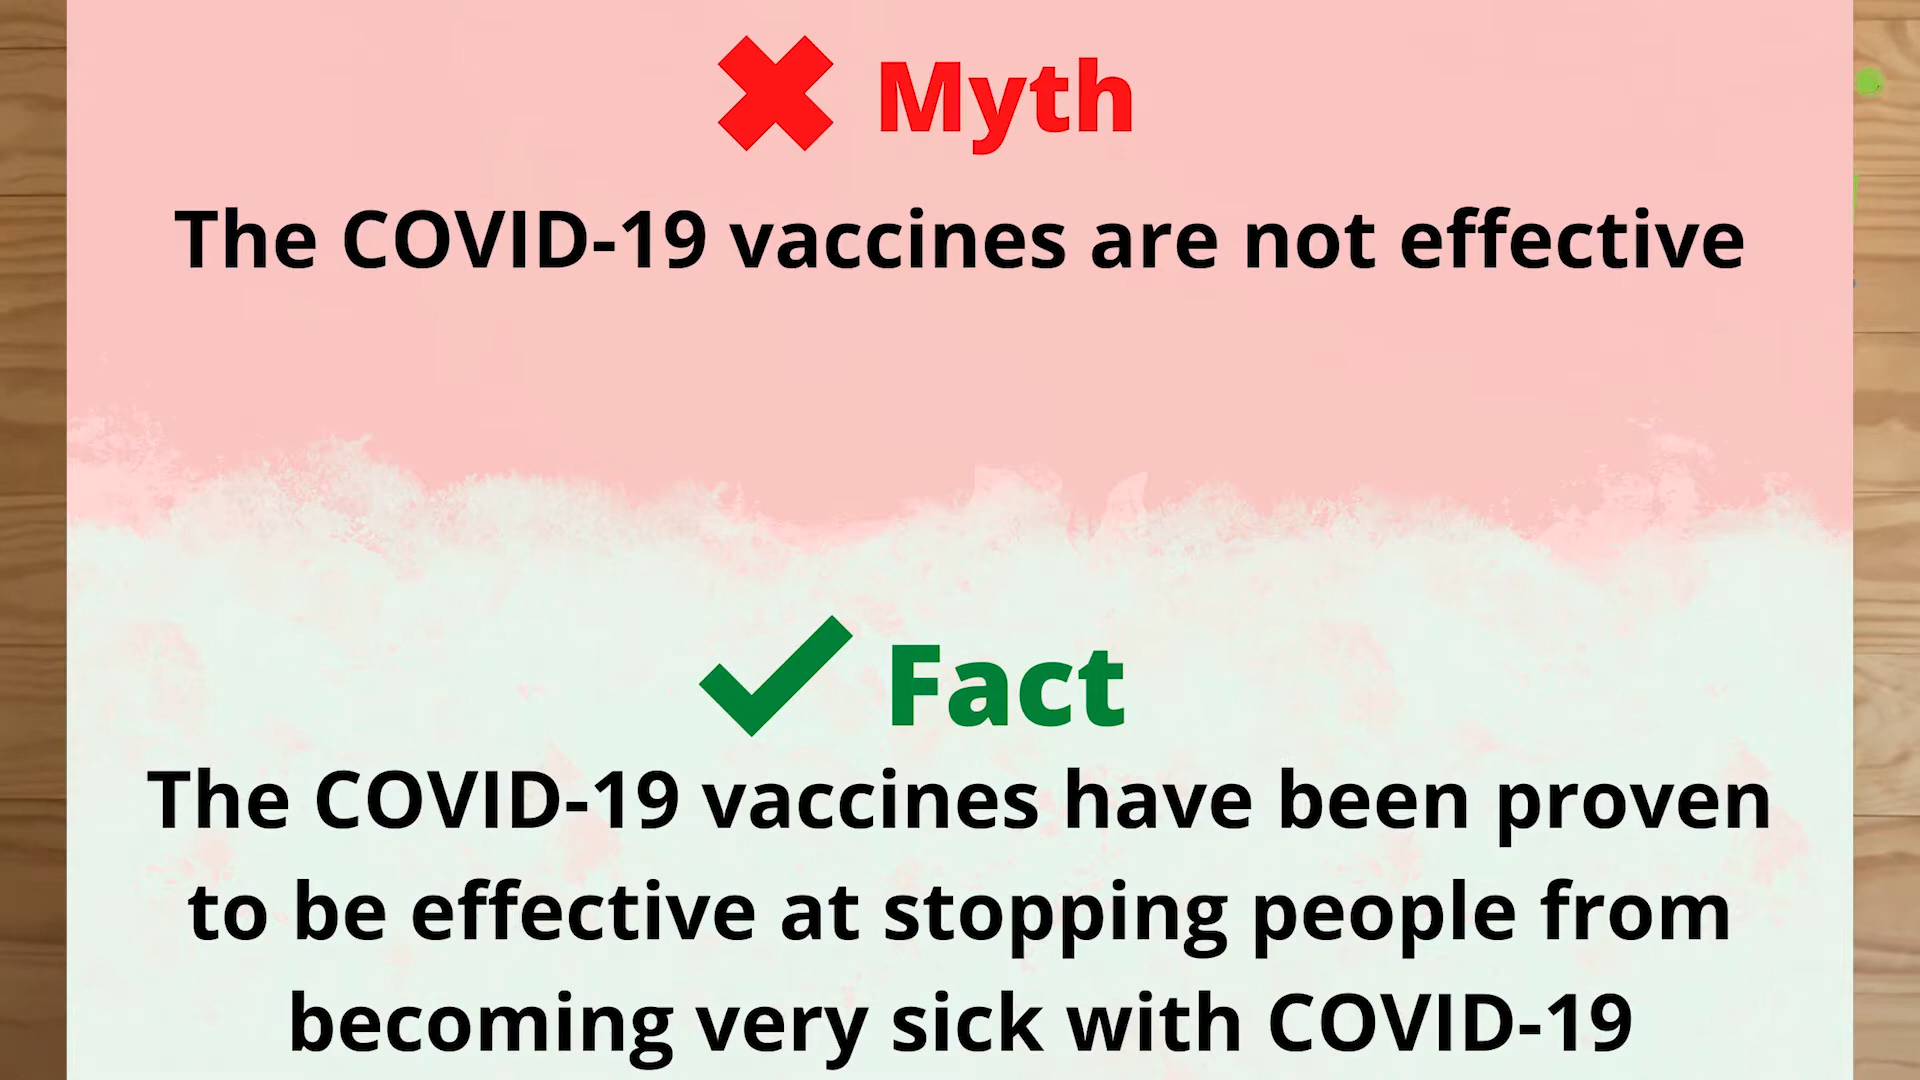 Myth
The COVID-19 vaccines are not effective
Fact
The COVID-19 vaccines have been proven
to be effective at stopping people from
becoming very sick with COVID-19